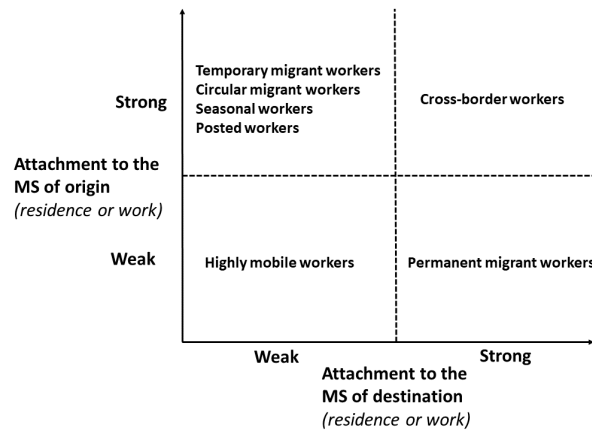 Temporary migrant workers
Circular migrant workers
Seasonal workers
Posted workers
Strong
Cross-border workers
Attachment to the
MS of origin
(residence or work)
Weak
Highly mobile workers
Permanent migrant workers
Weak
Strong
Attachment to the
MS of destination
(residence or work)